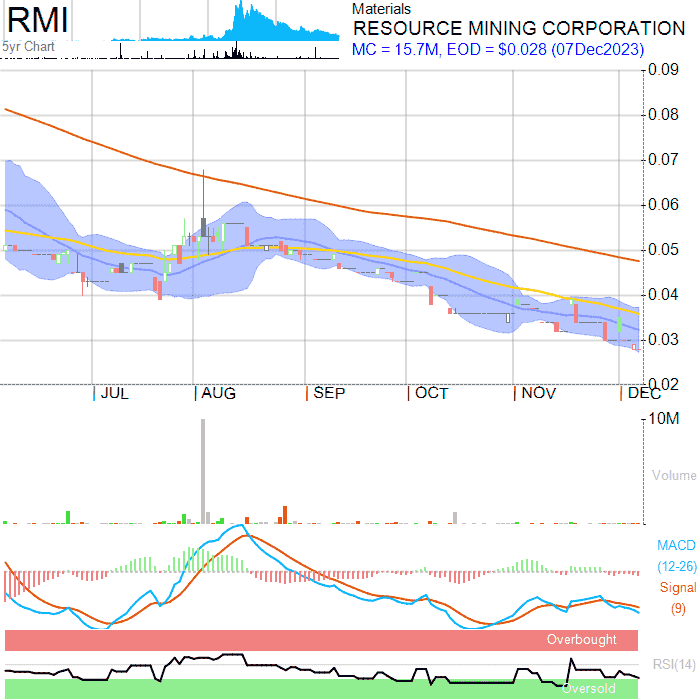 RMI
5yr Chart
Materials
RESOURCE MINING CORPORATION
MC = 15.7M, EOD = $0.028 (07Dec2023)
0.09
0.08
0.07
0.06
0.05
0.04
0.03
0.02
JUL AUG SEP OCT NOV DEC
10M
Volume
MACD
(12-26)
Signal
(9)
Overbought
RSI(14)
Oversold